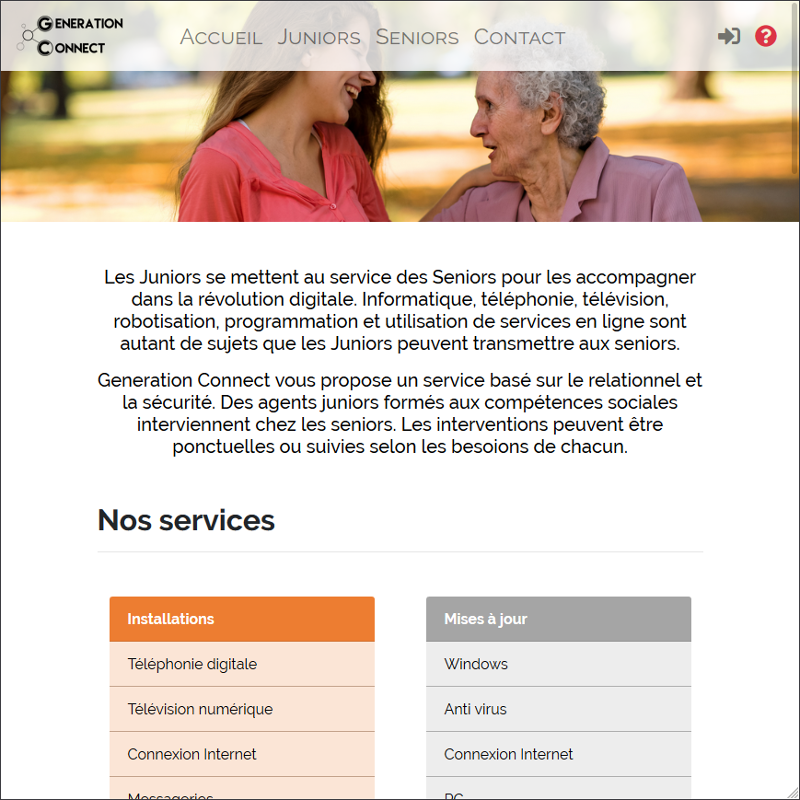 GENERATION
CONNECT
ACCUEIL JUNIORS SENIORS CONTACT
Les Juniors se mettent au service des Seniors pour les accompagner
dans la révolution digitale. Informatique, téléphonie, télévision,
robotisation, programmation et utilisation de services en ligne sont
autant de sujets que les Juniors peuvent transmettre aux seniors.
Generation Connect vous propose un service basé sur le relationnel et
la sécurité. Des agents juniors formés aux compétences sociales
interviennent chez les seniors. Les interventions peuvent être
ponctuelles ou suivies selon les besoions de chacun.
Nos services
Installations
Téléphonie digitale
Télévision numérique
Connexion Internet
Messageries
Mises à jour
Windows
Anti virus
Connexion Internet
PC